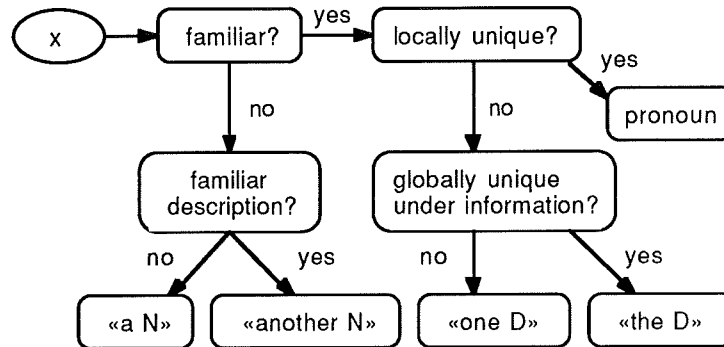 yes
x
familiar?
locally unique?
yes
no
no
pronoun
familiar
description?
globally unique
under information?
no
yes
no
yes
«a N»
«another N»
«one D»
«the D»